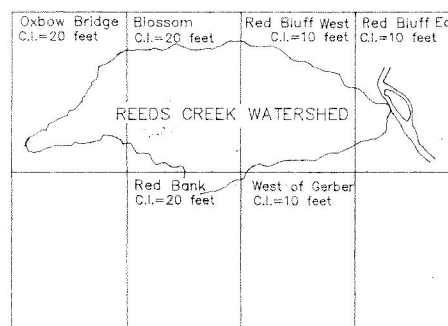 Oxbow Bridge
C.I.=20 feet
Blossom
C.I.=20 feet
Red Bluff West
C.I.=10 feet
Red Bluff Ea
C.I.=10 feet
REEDS CREEK WATERSHED
Red Bank
C.I.=20 feet
West of Gerber
C.I.=10 feet